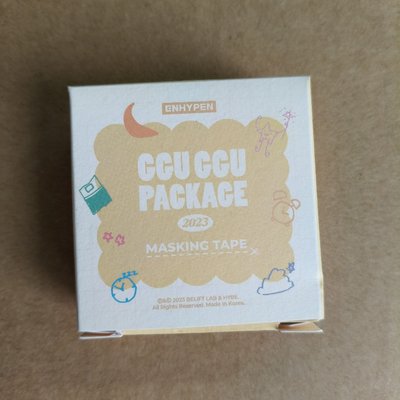 ENHYPEN
GGU GGU
PACKAGE
2023
MASKING TAPE
©&℗ 2023 BELIFT LAB & HYBE.
All Rights Reserved. Made in Korea.